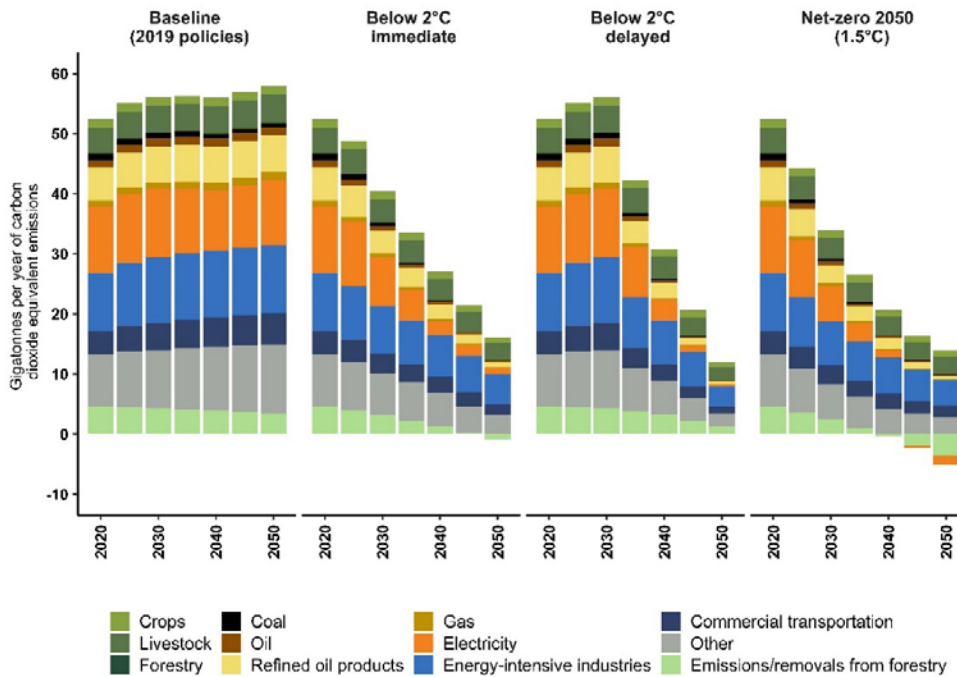 Baseline
(2019 policies)
Below 2°C
immediate
Below 2°C
delayed
Net-zero 2050
(1.5°C)
Gigatonnes per year of carbon
dioxide equivalent emissions
60
50
40
30
20
10
0
-10
2020
2030
2040
2050
2020
2030
2040
2050
2020
2030
2040
2050
2020
2030
2040
2050
Crops
Coal
Gas
Commercial transportation
Livestock
Oil
Electricity
Other
Forestry
Refined oil products
Energy-intensive industries
Emissions/removals from forestry